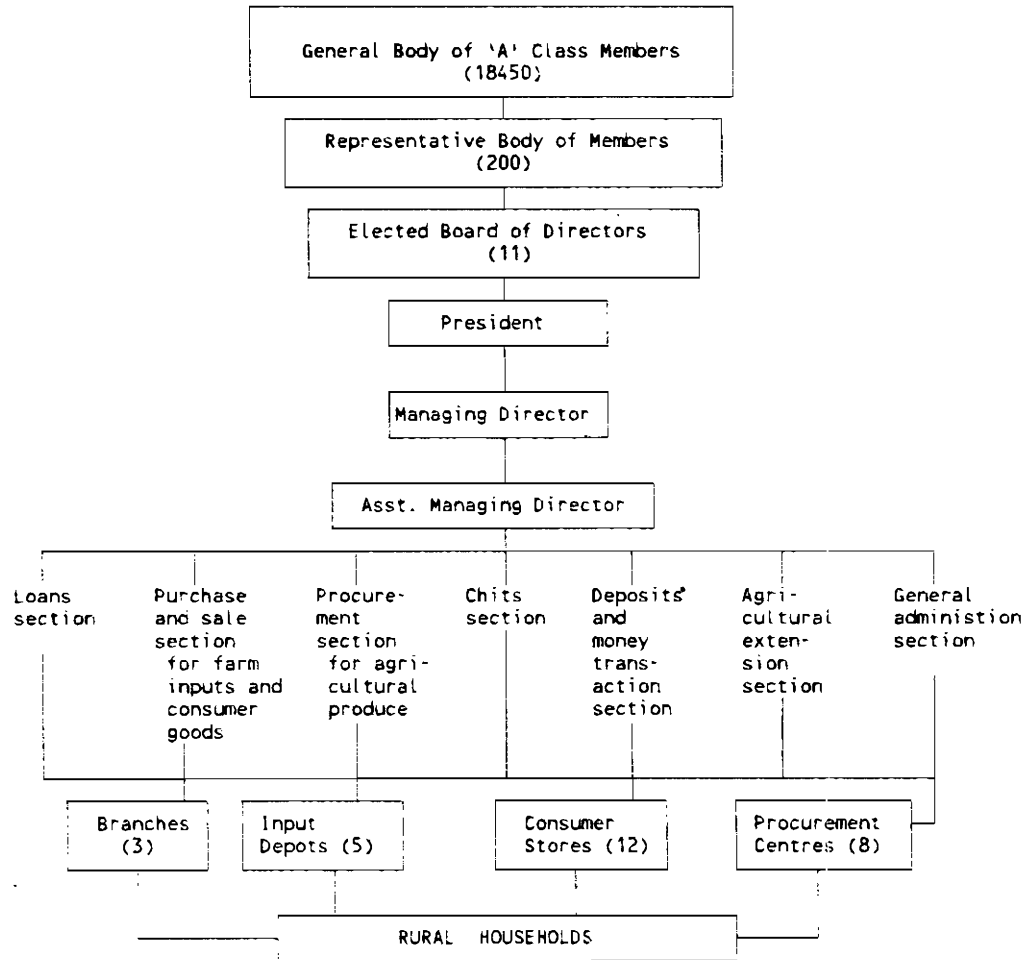 General Body of 'A' Class Members
(18450)
Representative Body of Members
(200)
Elected Board of Directors
(11)
President
Managing Director
Asst. Managing Director
Loans
section
Purchase
and sale
section
for farm
inputs and
consumer
goods
Procure-
ment
section
for agri-
cultural
produce
Chits
section
Deposits
and
money
trans-
action
section
Agri-
cultural
exten-
sion
section
General
administion
section
Branches
(3)
Input
Depots (5)
Consumer
Stores (12)
Procurement
Centres (8)
RURAL HOUSEHOLDS